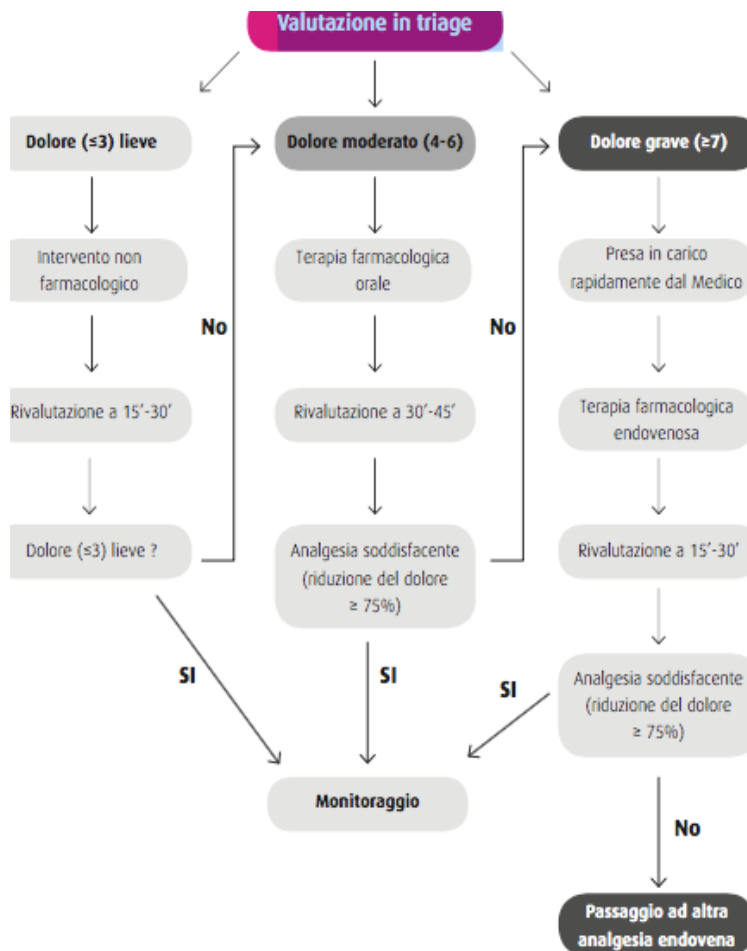 Valutazione in triage
Dolore (≤3) lieve
Dolore moderato (4-6)
Dolore grave (≥7)
Intervento non
farmacologico
Terapia farmacologica
orale
Presa in carico
rapidamente dal Medico
No
No
Rivalutazione a 15'-30'
Rivalutazione a 30'-45'
Terapia farmacologica
endovenosa
Dolore (≤3) lieve ?
Analgesia soddisfacente
(riduzione del dolore
≥ 75%)
Rivalutazione a 15'-30'
SI
SI
SI
Analgesia soddisfacente
(riduzione del dolore
≥ 75%)
Monitoraggio
No
Passaggio ad altra
analgesia endovena